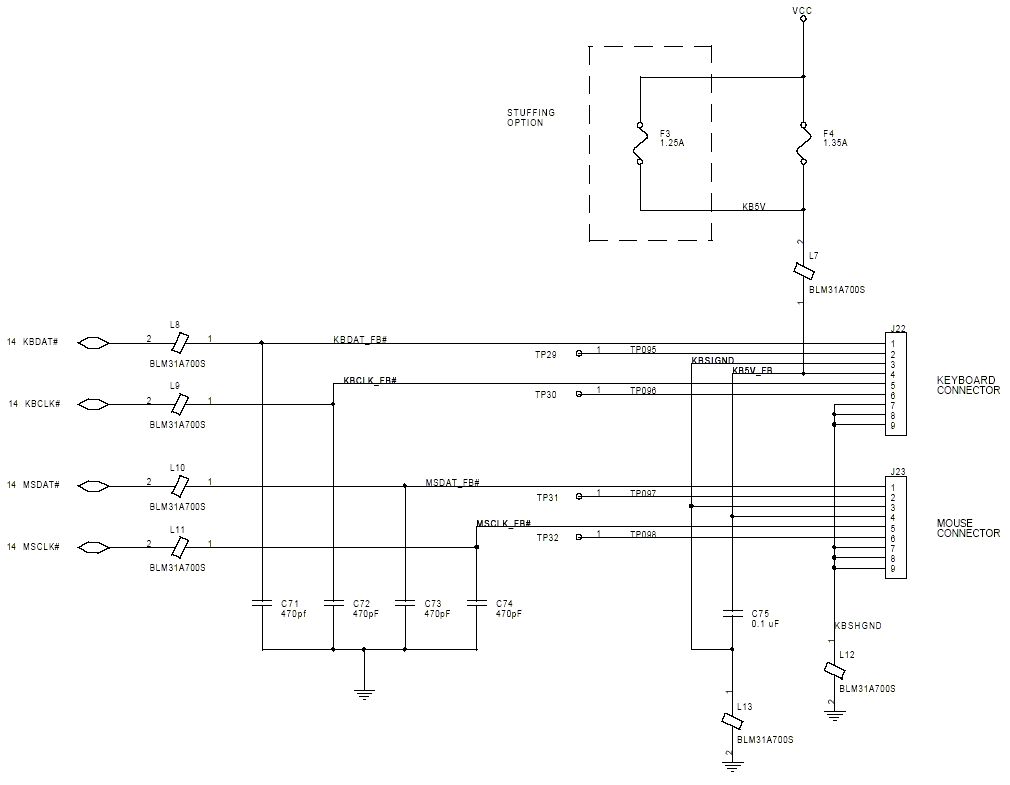 VCC
STUFFING
OPTION
F3
1.25A
F4
1.35A
KB5V
2
L7
BLM31A700S
1
14 KBDAT#
2
L8
1
BLM31A700S
KBDAT_FB#
TP29
1
TP095
J22
1
2
3
4
5
6
7
8
9
KBSIGND
KB5V_FB
KEYBOARD
CONNECTOR
14 KBCLK#
2
L9
1
BLM31A700S
KBCLK_FB#
TP30
1
TP096
14 MSDAT#
2
L10
1
BLM31A700S
MSDAT_FB#
TP31
1
TP097
J23
1
2
3
4
5
6
7
8
9
MOUSE
CONNECTOR
14 MSCLK#
2
L11
1
BLM31A700S
MSCLK_FB#
TP32
1
TP098
C71
470pf
C72
470pF
C73
470pF
C74
470pF
C75
0.1 uF
KBSHGND
1
L12
BLM31A700S
2
1
L13
BLM31A700S
2